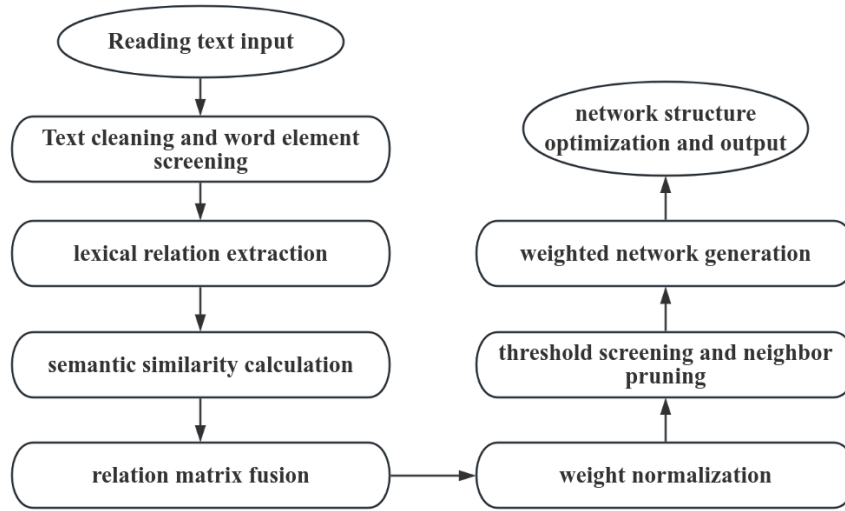 Reading text input
Text cleaning and word element
screening
lexical relation extraction
semantic similarity calculation
relation matrix fusion
weight normalization
threshold screening and neighbor
pruning
weighted network generation
network structure
optimization and output